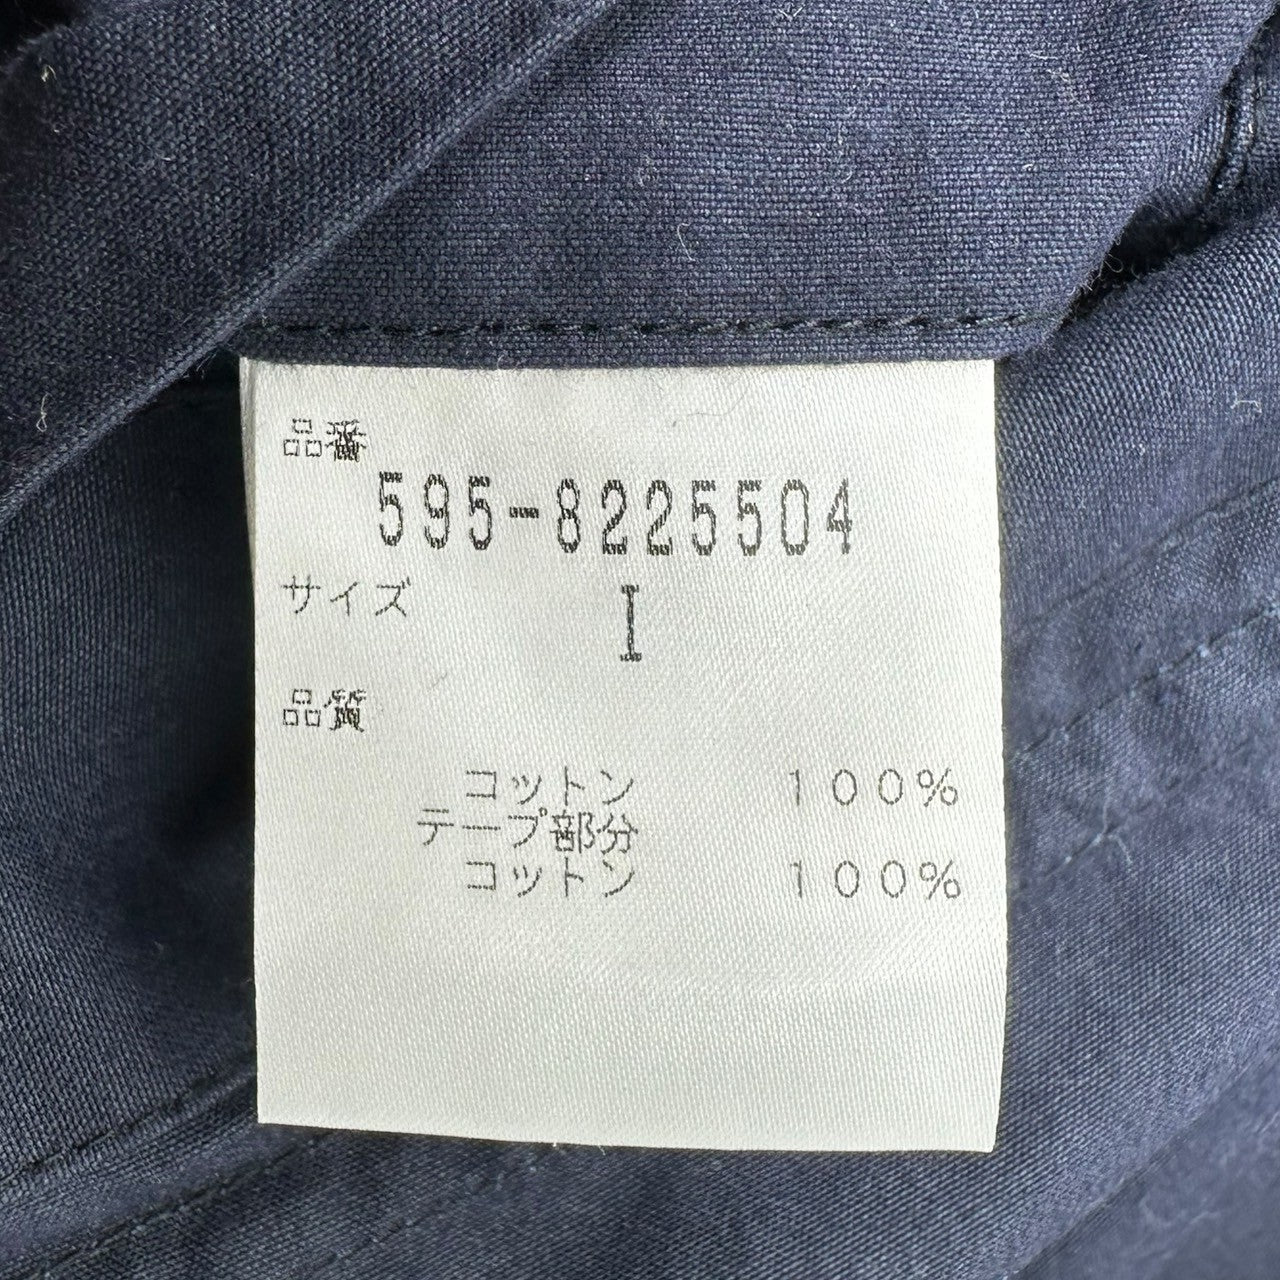 品番
595-8225504
サイズ
I
品質
コットン 100%
テープ部分
コットン 100%